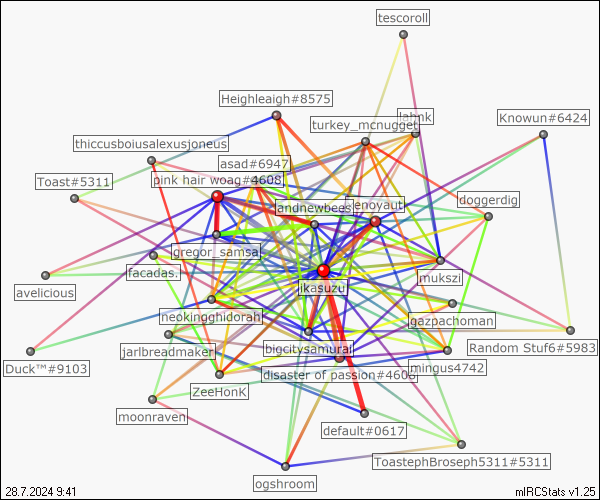 tescoroll
Heighleaigh#8575
lahnk
turkey_mcnugget
Knowun#6424
thiccusboiusalexusjoneus
asad#6947
Toast#5311
pink hair woag#4608
doggerdig
andnewbees
enoyaut
gregor_samsa
facadas.
mukszi
avelicious
ikasuzu
neokingghidorah
gazpachoman
jarlbreadmaker
bigcitysamurai
Random Stuf6#5983
Duck™#9103
disaster of passion#4603
mingus4742
ZeeHonk
moonraven
default#0617
ToastephBroseph5311#5311
ogshroom
28.7.2024 9:41
mIRCStats v1.25